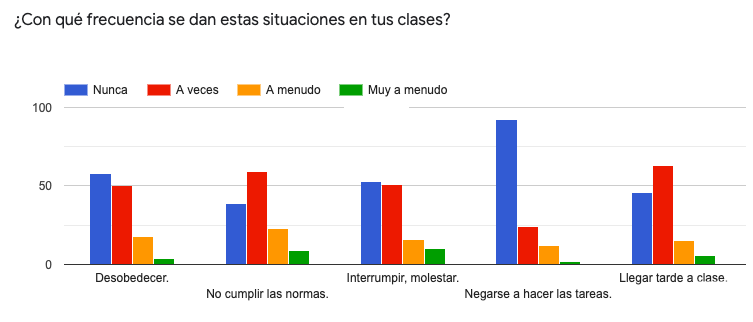 ¿Con qué frecuencia se dan estas situaciones en tus clases?
Nunca A veces A menudo Muy a menudo
100
50
0
Desobedecer. Interrumpir, molestar. Llegar tarde a clase.
No cumplir las normas. Negarse a hacer las tareas.